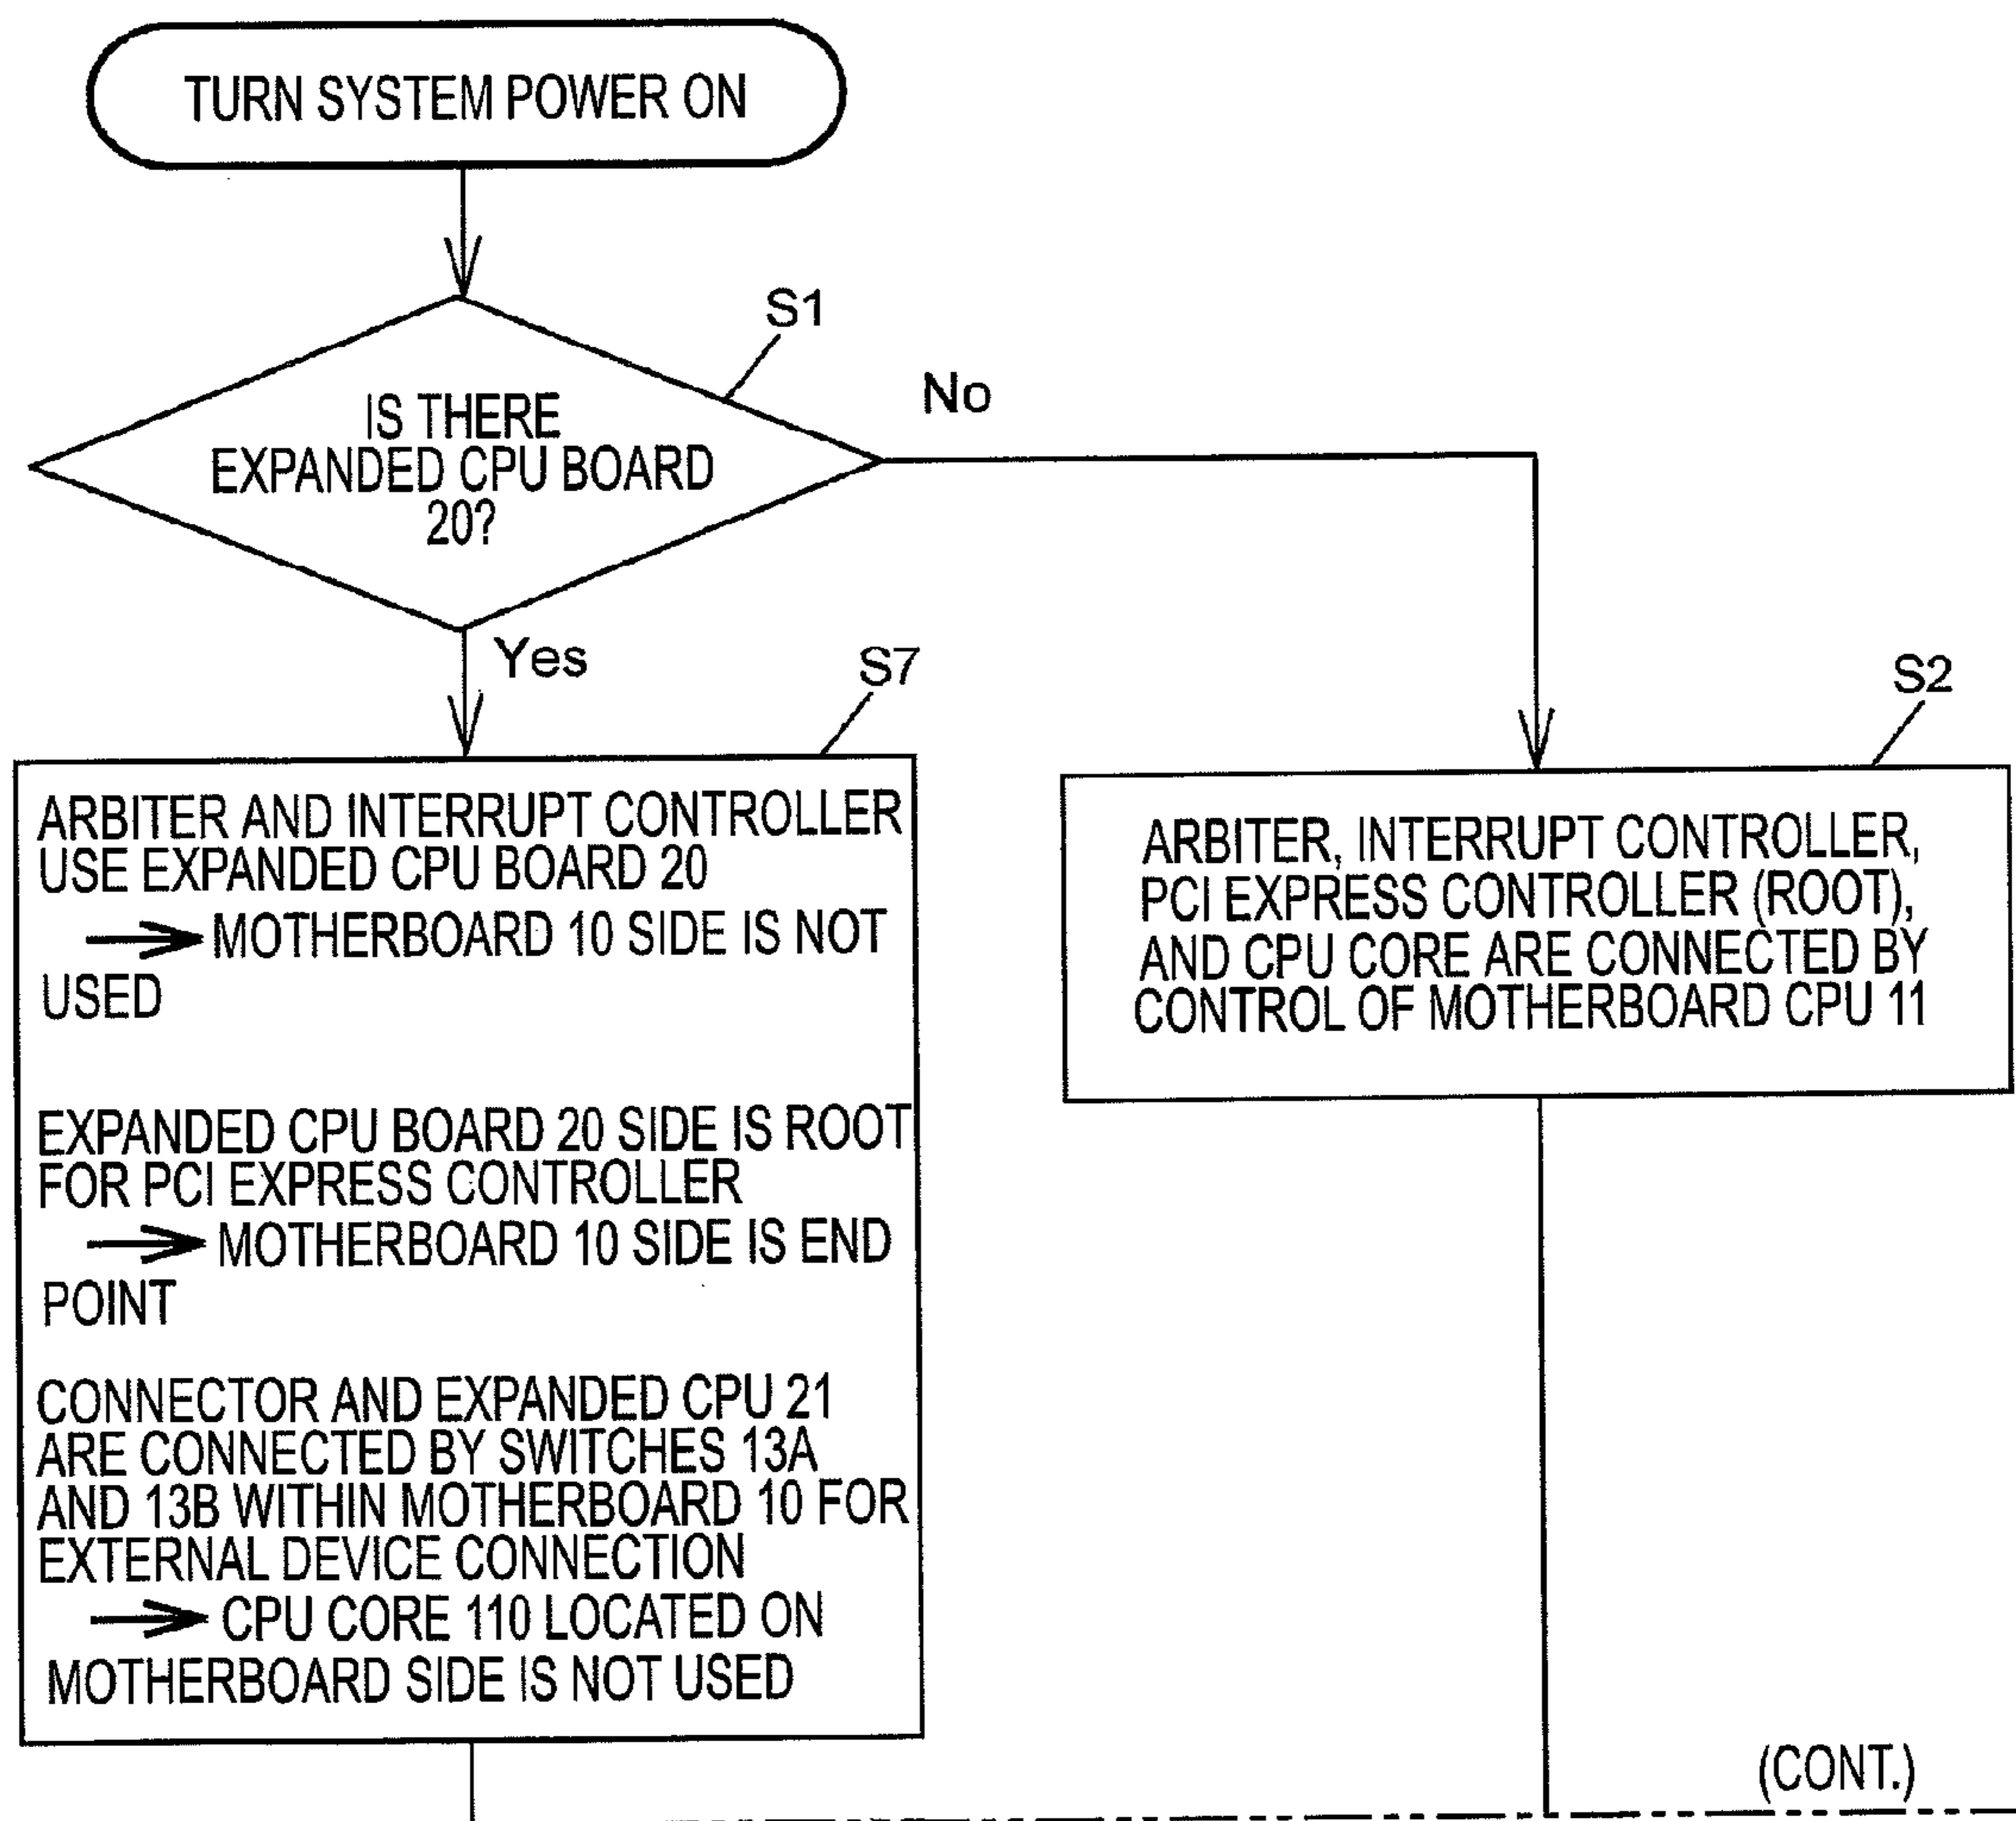 TURN SYSTEM POWER ON
S1
IS THERE
EXPANDED CPU BOARD
20?
No
Yes
S7
ARBITER AND INTERRUPT CONTROLLER
USE EXPANDED CPU BOARD 20
→ MOTHERBOARD 10 SIDE IS NOT
USED
EXPANDED CPU BOARD 20 SIDE IS ROOT
FOR PCI EXPRESS CONTROLLER
→ MOTHERBOARD 10 SIDE IS END
POINT
CONNECTOR AND EXPANDED CPU 21
ARE CONNECTED BY SWITCHES 13A
AND 13B WITHIN MOTHERBOARD 10 FOR
EXTERNAL DEVICE CONNECTION
→ CPU CORE 110 LOCATED ON
MOTHERBOARD SIDE IS NOT USED
S2
ARBITER, INTERRUPT CONTROLLER,
PCI EXPRESS CONTROLLER (ROOT),
AND CPU CORE ARE CONNECTED BY
CONTROL OF MOTHERBOARD CPU 11
(CONT.)